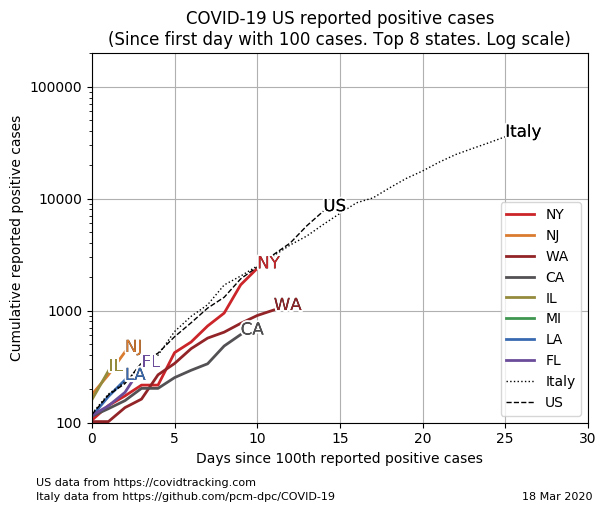 COVID-19 US reported positive cases
(Since first day with 100 cases. Top 8 states. Log scale)
Cumulative reported positive cases
100000
10000
1000
100
Italy
US
NY
WA
CA
NJ
IL
FL
LA
NY
NJ
WA
CA
IL
MI
LA
FL
Italy
US
0 5 10 15 20 25 30
Days since 100th reported positive cases
US data from https://covidtracking.com
Italy data from https://github.com/pcm-dpc/COVID-19
18 Mar 2020